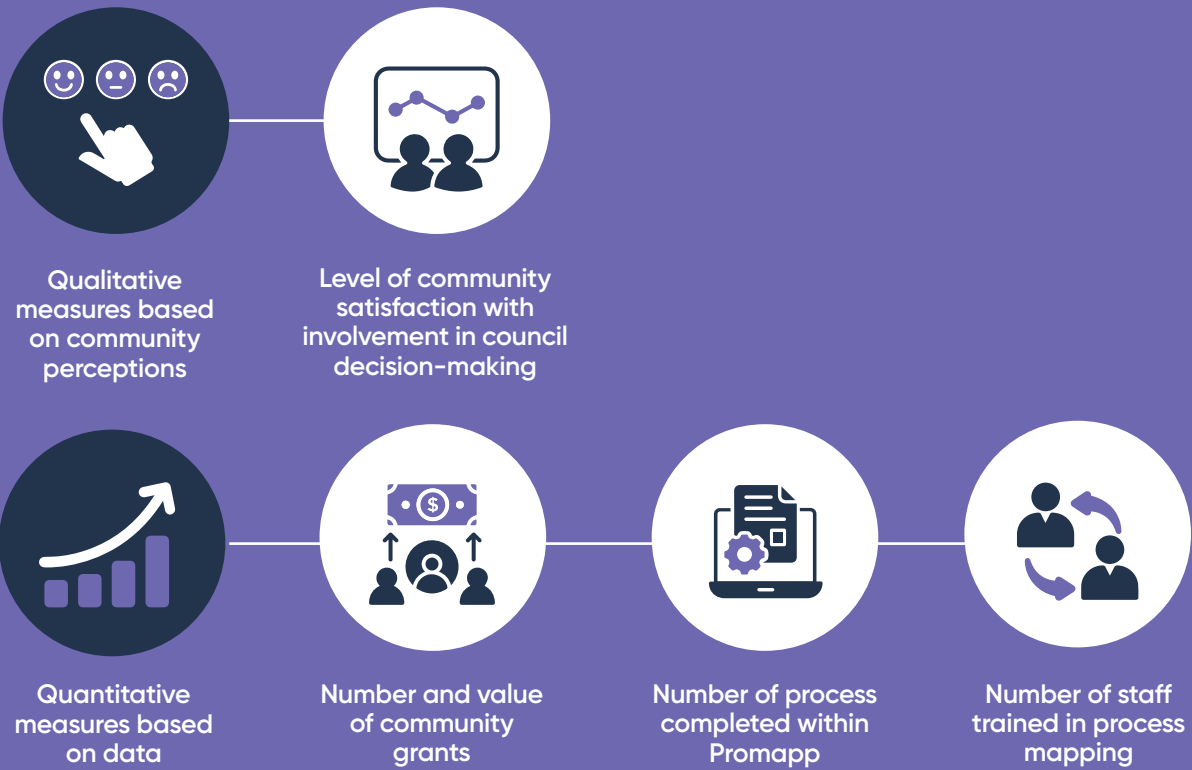 Qualitative
measures based
on community
perceptions
Level of community
satisfaction with
involvement in council
decision-making
Quantitative
measures based
on data
$
Number and value
of community
grants
Number of process
completed within
Promapp
Number of staff
trained in process
mapping